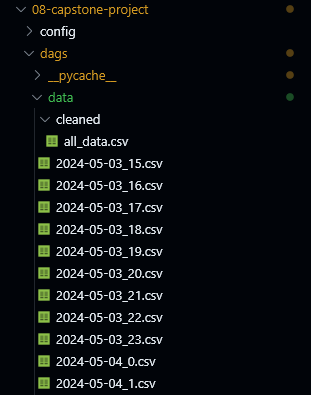 08-capstone-project
config
dags
__pycache__
data
cleaned
all_data.csv
2024-05-03_15.csv
2024-05-03_16.csv
2024-05-03_17.csv
2024-05-03_18.csv
2024-05-03_19.csv
2024-05-03_20.csv
2024-05-03_21.csv
2024-05-03_22.csv
2024-05-03_23.csv
2024-05-04_0.csv
2024-05-04_1.csv